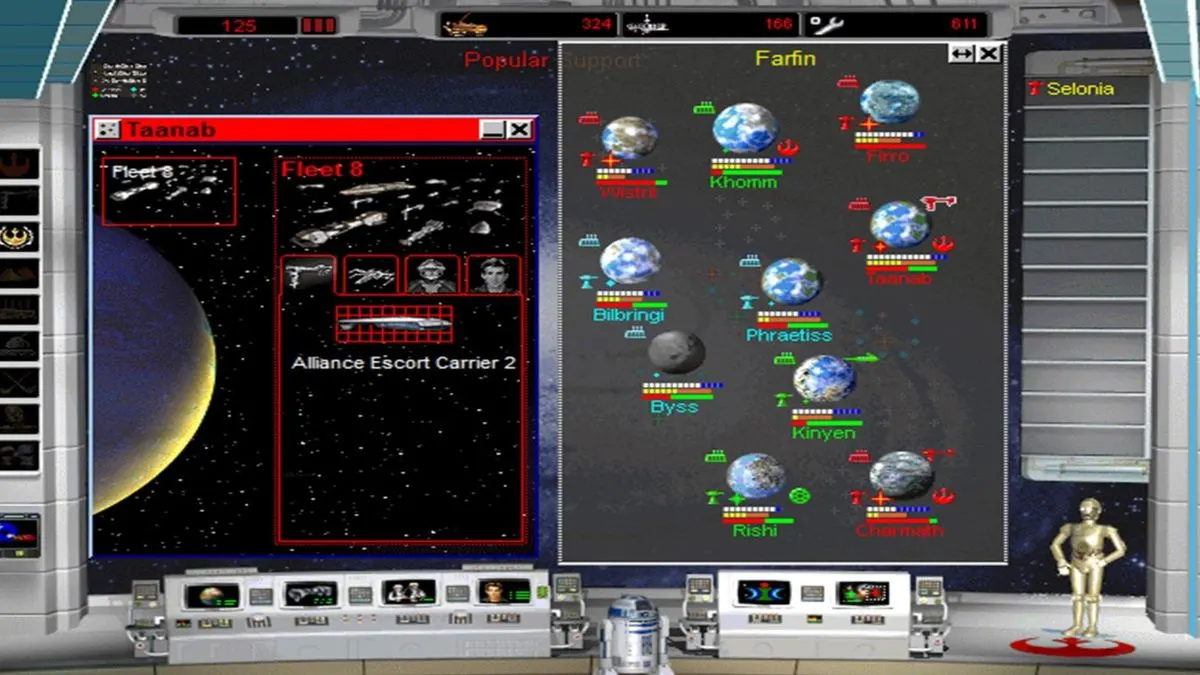 125
324
166
611
Popular Support
Farfin
Selonia
Taanab
Fleet 8
Fleet 8
Alliance Escort Carrier 2
Wistril
Khomm
Firro
Taanab
Bilbringi
Phraetiss
Byss
Kinyen
Rishi
Charmath